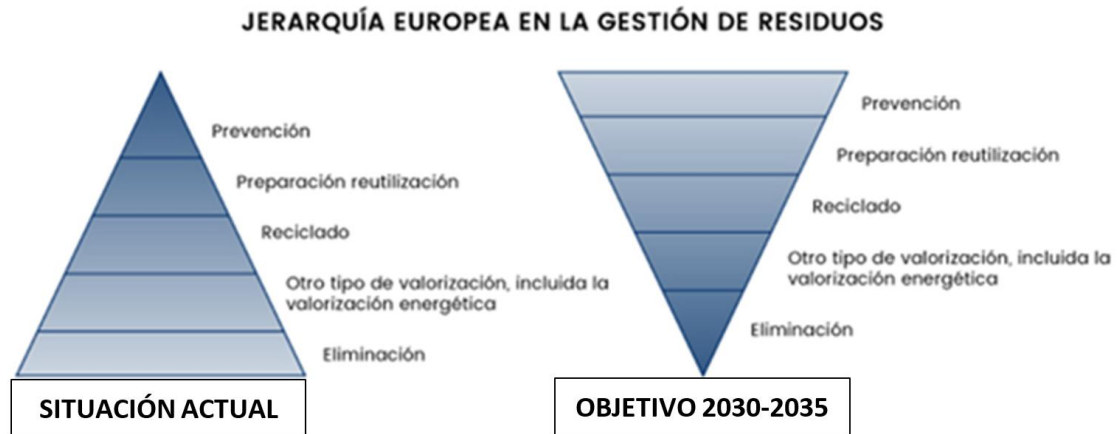 JERARQUÍA EUROPEA EN LA GESTIÓN DE RESIDUOS
Prevención
Preparación reutilización
Reciclado
Otro tipo de valorización, incluida la
valorización energética
Eliminación
SITUACIÓN ACTUAL
Prevención
Preparación reutilización
Reciclado
Otro tipo de valorización, incluida la
valorización energética
Eliminación
OBJETIVO 2030-2035